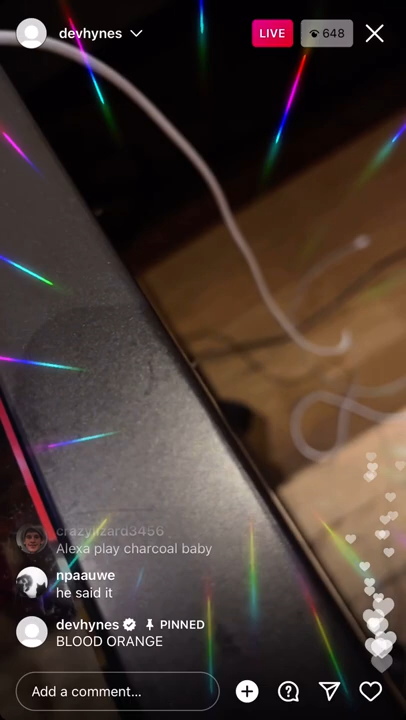 devhynes
LIVE
648
crazylizard3456
Alexa play charcoal baby
npaauwe
he said it
devhynes PINNED
BLOOD ORANGE
Add a comment...